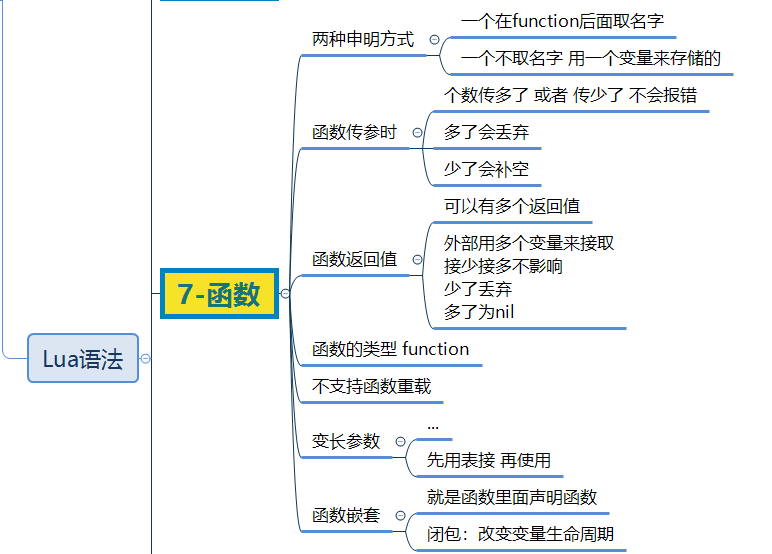 两种申明方式
一个在function后面取名字
一个不取名字 用一个变量来存储的
函数传参时
个数传多了 或者 传少了 不会报错
多了会丢弃
少了会补空
函数返回值
可以有多个返回值
外部用多个变量来接取
接少接多不影响
少了丢弃
多了为nil
7-函数
Lua语法
函数的类型 function
不支持函数重载
变长参数
...
先用表接 再使用
函数嵌套
就是函数里面声明函数
闭包：改变变量生命周期